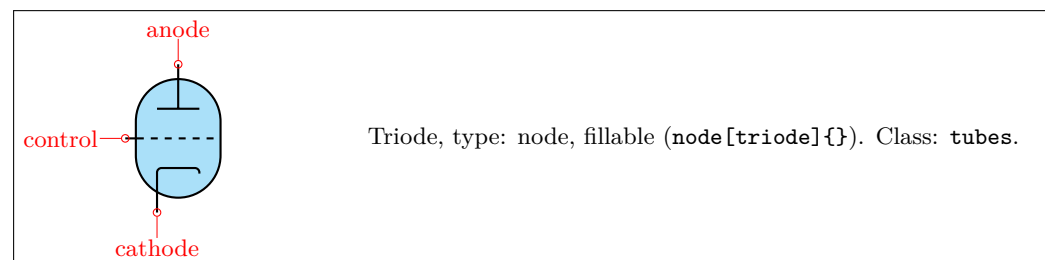 anode
control
Triode, type: node, fillable (node[triode]{}). Class: tubes.
cathode